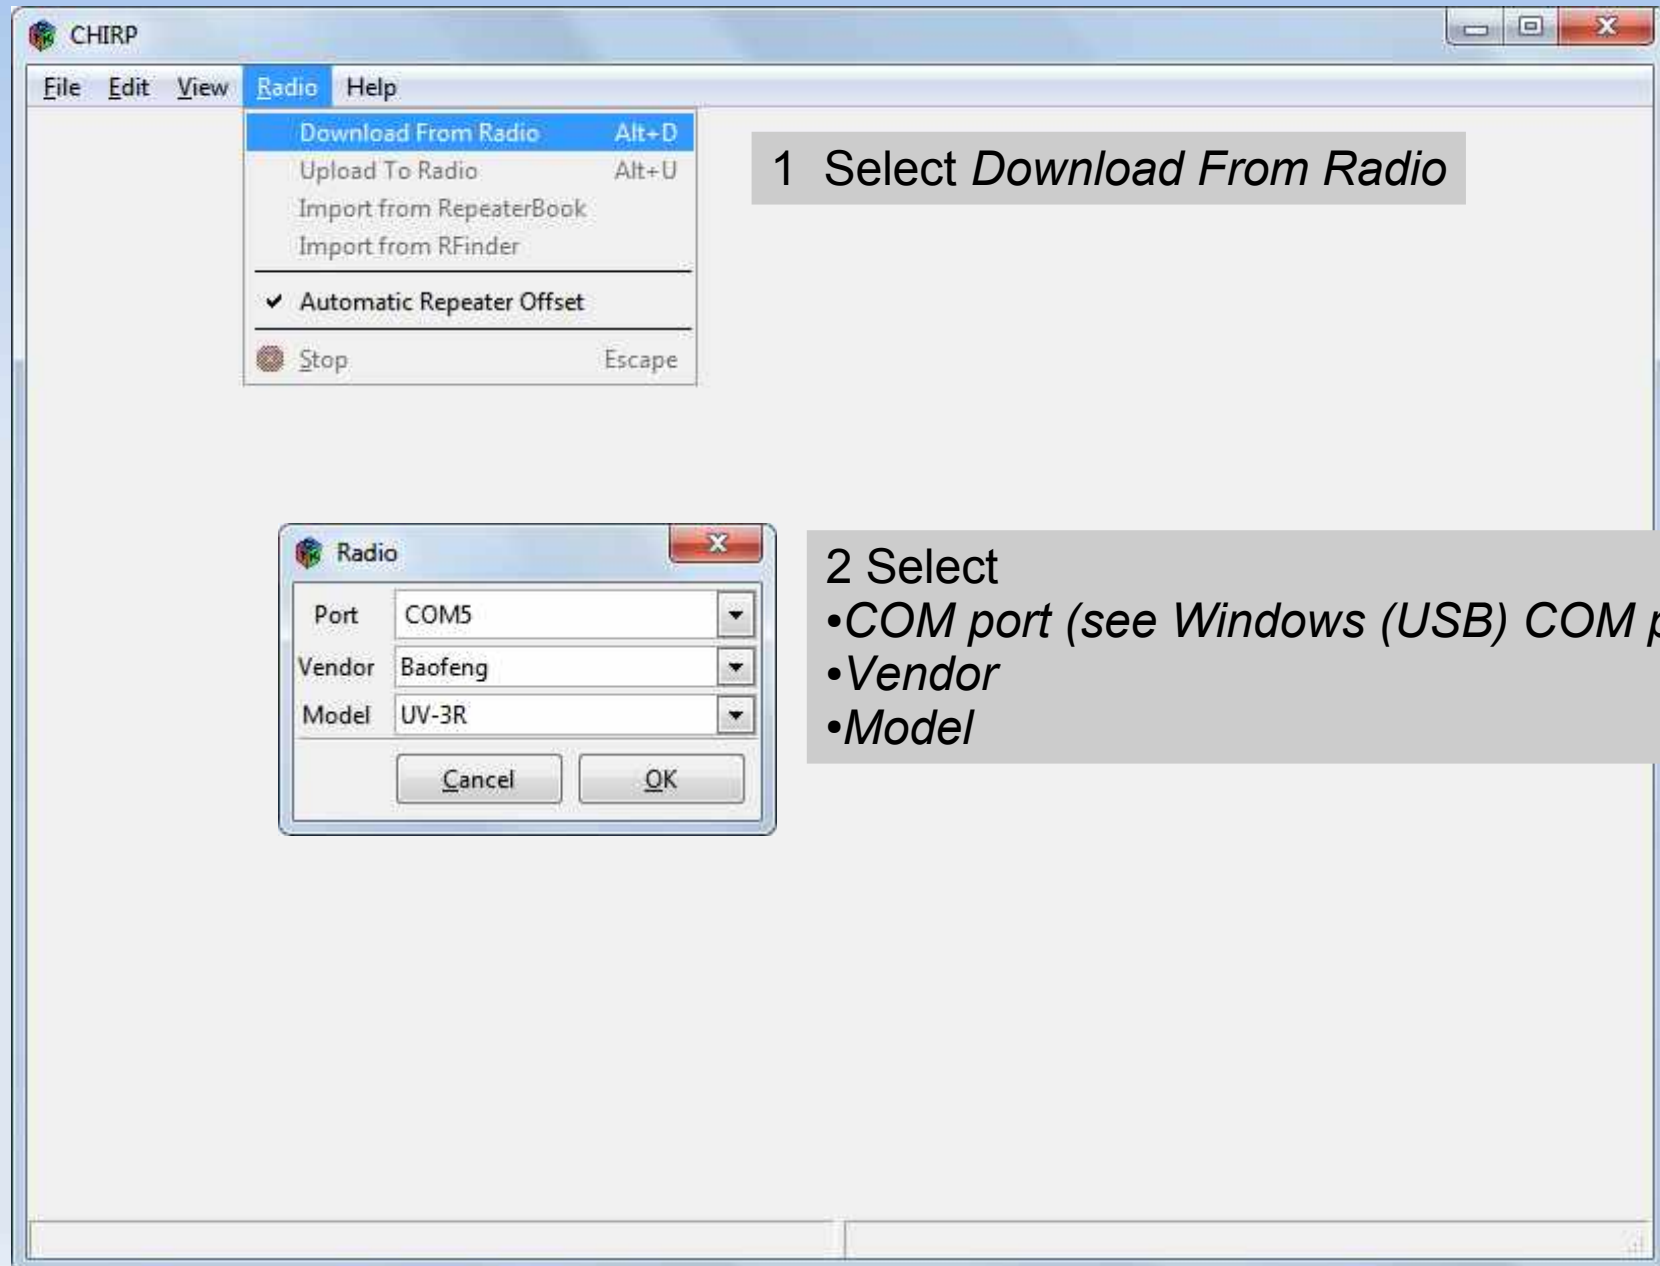 CHIRP
File Edit View Radio Help
Download From Radio Alt+D
Upload To Radio Alt+U
Import from RepeaterBook
Import from RFinder
Automatic Repeater Offset
Stop Escape
1 Select Download From Radio
Radio
Port COM5
Vendor Baofeng
Model UV-3R
Cancel OK
2 Select
•COM port (see Windows (USB) COM p
•Vendor
•Model